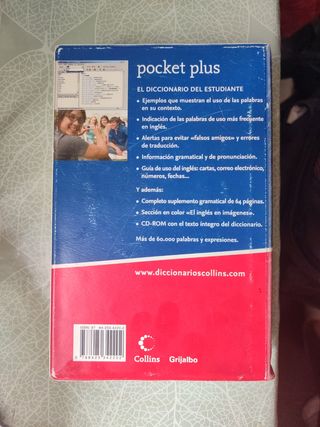 pocket plus
EL DICCIONARIO DEL ESTUDIANTE
• Ejemplos que muestran el uso de las palabras
en su contexto.
• Indicación de las palabras de uso más frecuente
en inglés.
• Alertas para evitar «falsos amigos» y errores
de traducción.
• Información gramatical y de pronunciación.
• Guía de uso del inglés: cartas, correo electrónico,
números, fechas...
Y además:
• Completo suplemento gramatical de 64 páginas.
• Sección en color «El inglés en imágenes».
• CD-ROM con el texto íntegro del diccionario.
Más de 60.000 palabras y expresiones.
www.diccionarioscollins.com
Collins
Grijalbo